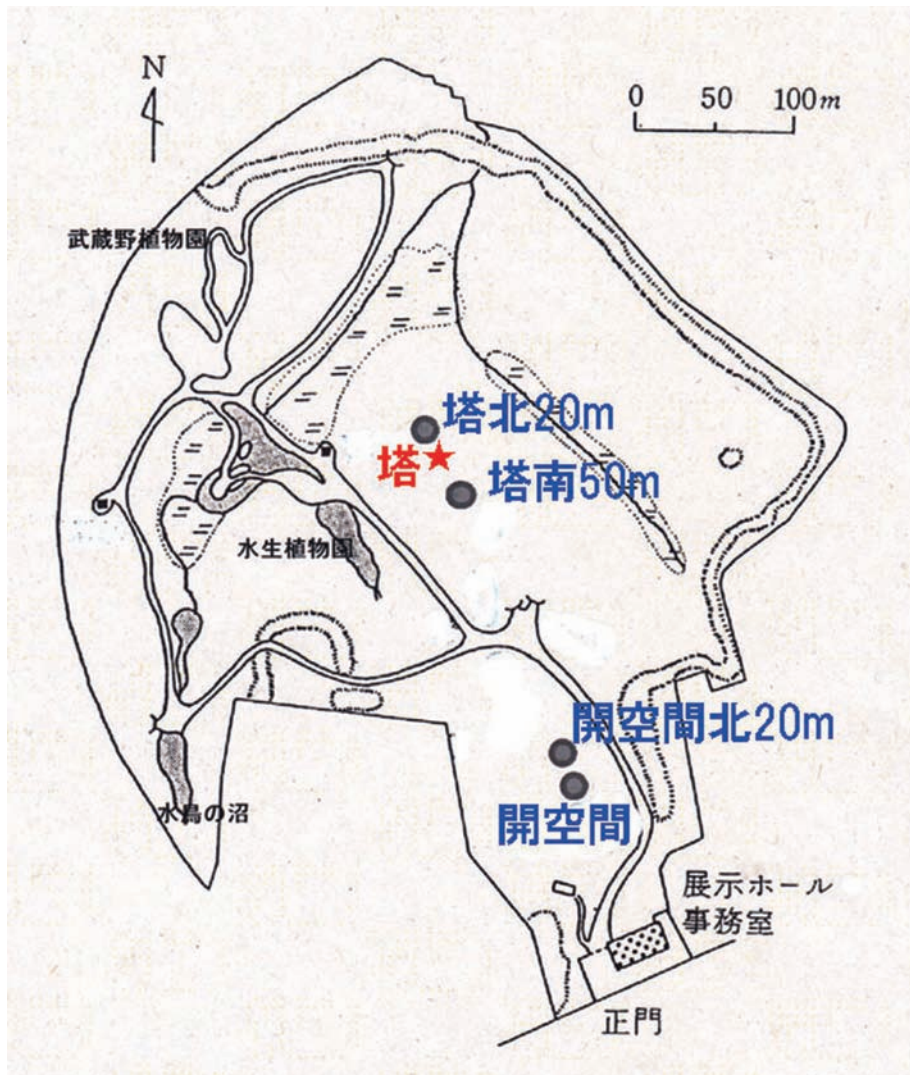 N
0 50 100m
武蔵野植物園
塔北20m
塔★
塔南50m
水生植物園
開空間北20m
水鳥の沼
開空間
展示ホール
事務室
正門